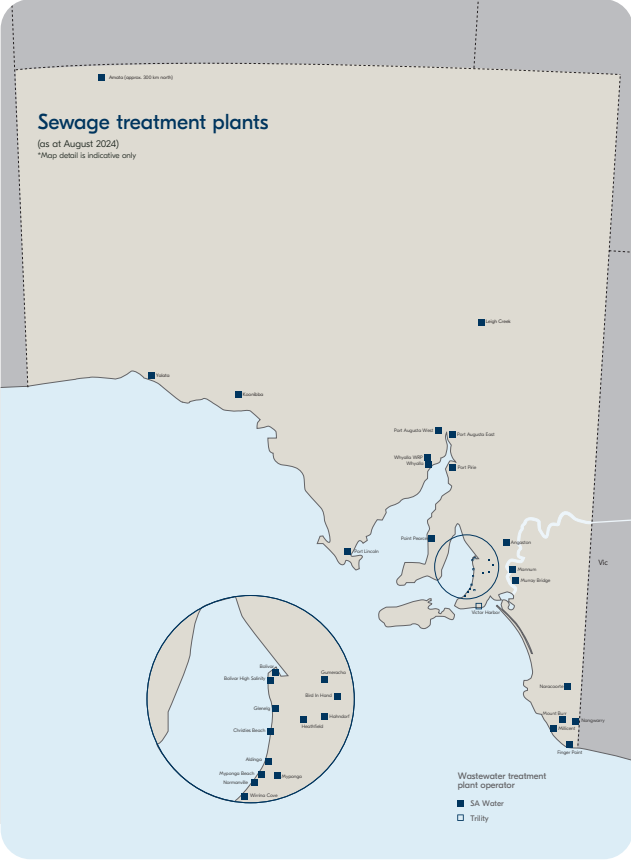 Amata (approx. 300 km north)
Sewage treatment plants
(as at August 2024)
*Map detail is indicative only
Leigh Creek
Yalata
Koonibba
Port Augusta West
Port Augusta East
Whyalla WRP
Whyalla
Port Pirie
Point Pearce
Angaston
Port Lincoln
Vic
Mannum
Murray Bridge
Victor Harbor
Bolivar
Bolivar High Salinity
Gumeracha
Bird In Hand
Naracoorte
Glenelg
Hahndorf
Heathfield
Mount Burr
Nangwarry
Millicent
Christies Beach
Finger Point
Aldinga
Myponga Beach
Myponga
Normanville
Wirrina Cove
Wastewater treatment
plant operator
SA Water
Trility